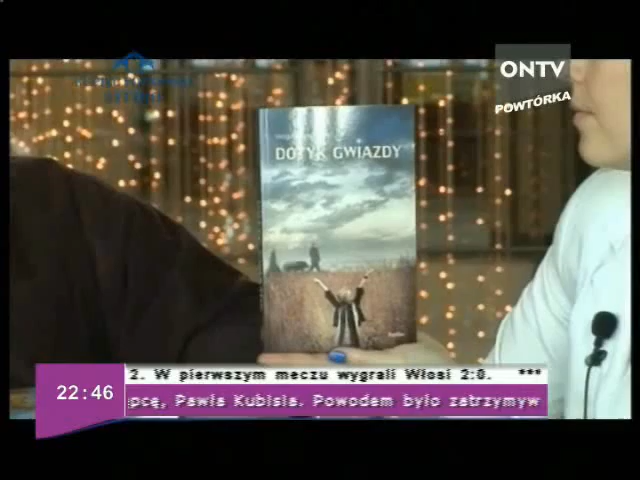 ONTV
POWTÓRKA
DOTYK GWIAZDY
22:46
2. W pierwszym meczu wygrali Włosi 2:0. ***
pcę, Pawła Kubisia. Powodem było zatrzymyw